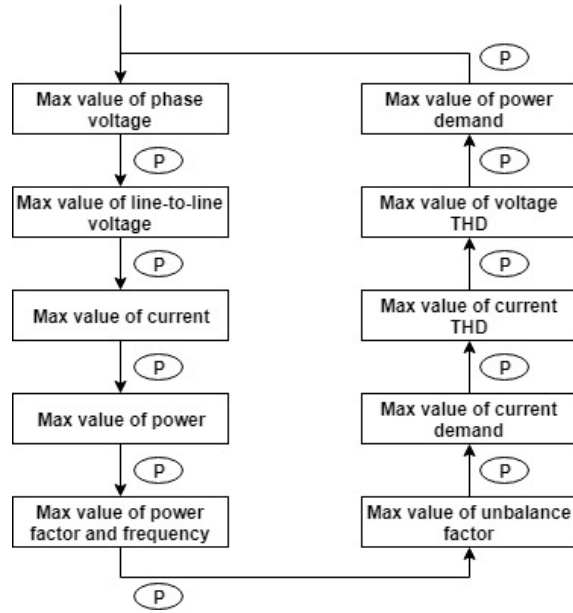 P
Max value of phase
voltage
P
Max value of line-to-line
voltage
P
Max value of current
P
Max value of power
P
Max value of power
factor and frequency
P
Max value of unbalance
factor
P
Max value of current
demand
P
Max value of current
THD
P
Max value of voltage
THD
P
Max value of power
demand